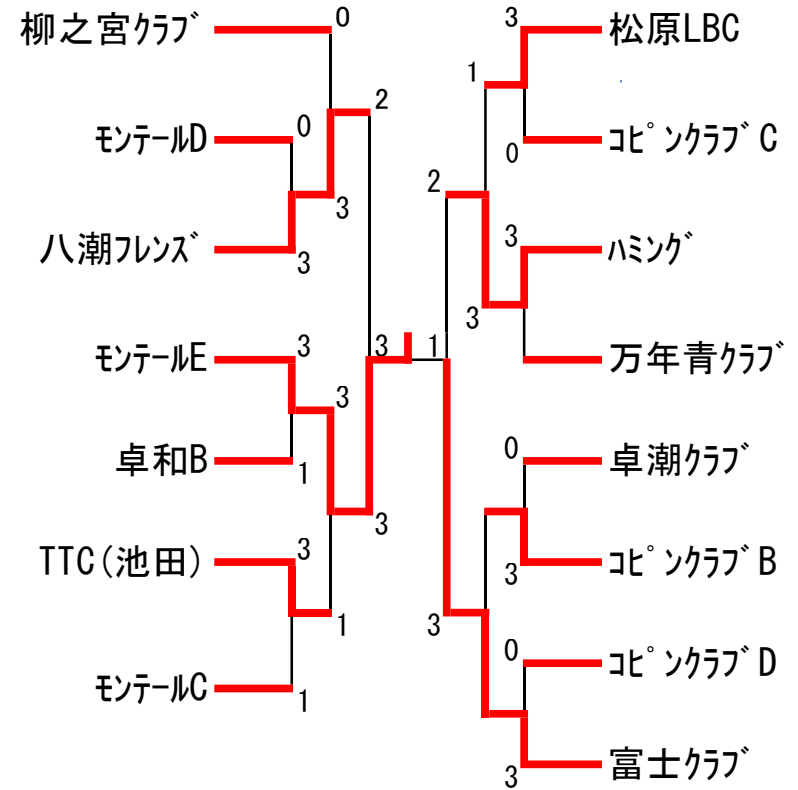 柳之宮ｸﾗﾌﾞ
0
2
ﾓﾝﾃｰﾙD
0
3
八潮ﾌﾚﾝｽﾞ
3
ﾓﾝﾃｰﾙE
3
3
3
卓和B
1
3
TTC(池田)
3
1
ﾓﾝﾃｰﾙC
1
3
松原LBC
1
0
ｺﾋﾟﾝｸﾗﾌﾞC
2
3
ﾊﾐﾝｸﾞ
3
1
万年青ｸﾗﾌﾞ
0
卓潮ｸﾗﾌﾞ
3
ｺﾋﾟﾝｸﾗﾌﾞB
3
0
ｺﾋﾟﾝｸﾗﾌﾞD
3
富士ｸﾗﾌﾞ